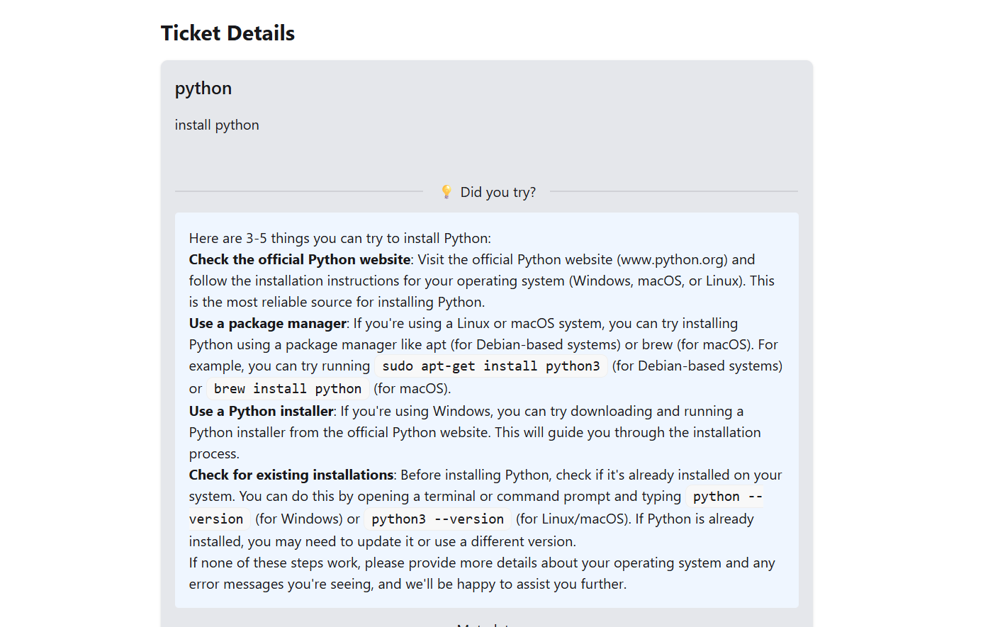 Ticket Details
python
install python
💡 Did you try?
Here are 3-5 things you can try to install Python:
Check the official Python website: Visit the official Python website (www.python.org) and
follow the installation instructions for your operating system (Windows, macOS, or Linux). This
is the most reliable source for installing Python.
Use a package manager: If you're using a Linux or macOS system, you can try installing
Python using a package manager like apt (for Debian-based systems) or brew (for macOS). For
example, you can try running sudo apt-get install python3 (for Debian-based systems)
or brew install python (for macOS).
Use a Python installer: If you're using Windows, you can try downloading and running a
Python installer from the official Python website. This will guide you through the installation
process.
Check for existing installations: Before installing Python, check if it's already installed on your
system. You can do this by opening a terminal or command prompt and typing python --
version (for Windows) or python3 --version (for Linux/macOS). If Python is already
installed, you may need to update it or use a different version.
If none of these steps work, please provide more details about your operating system and any
error messages you're seeing, and we'll be happy to assist you further.